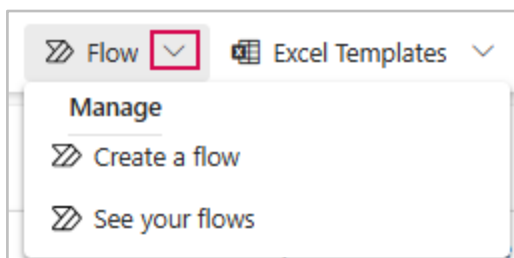 Flow Excel Templates
Manage
Create a flow
See your flows